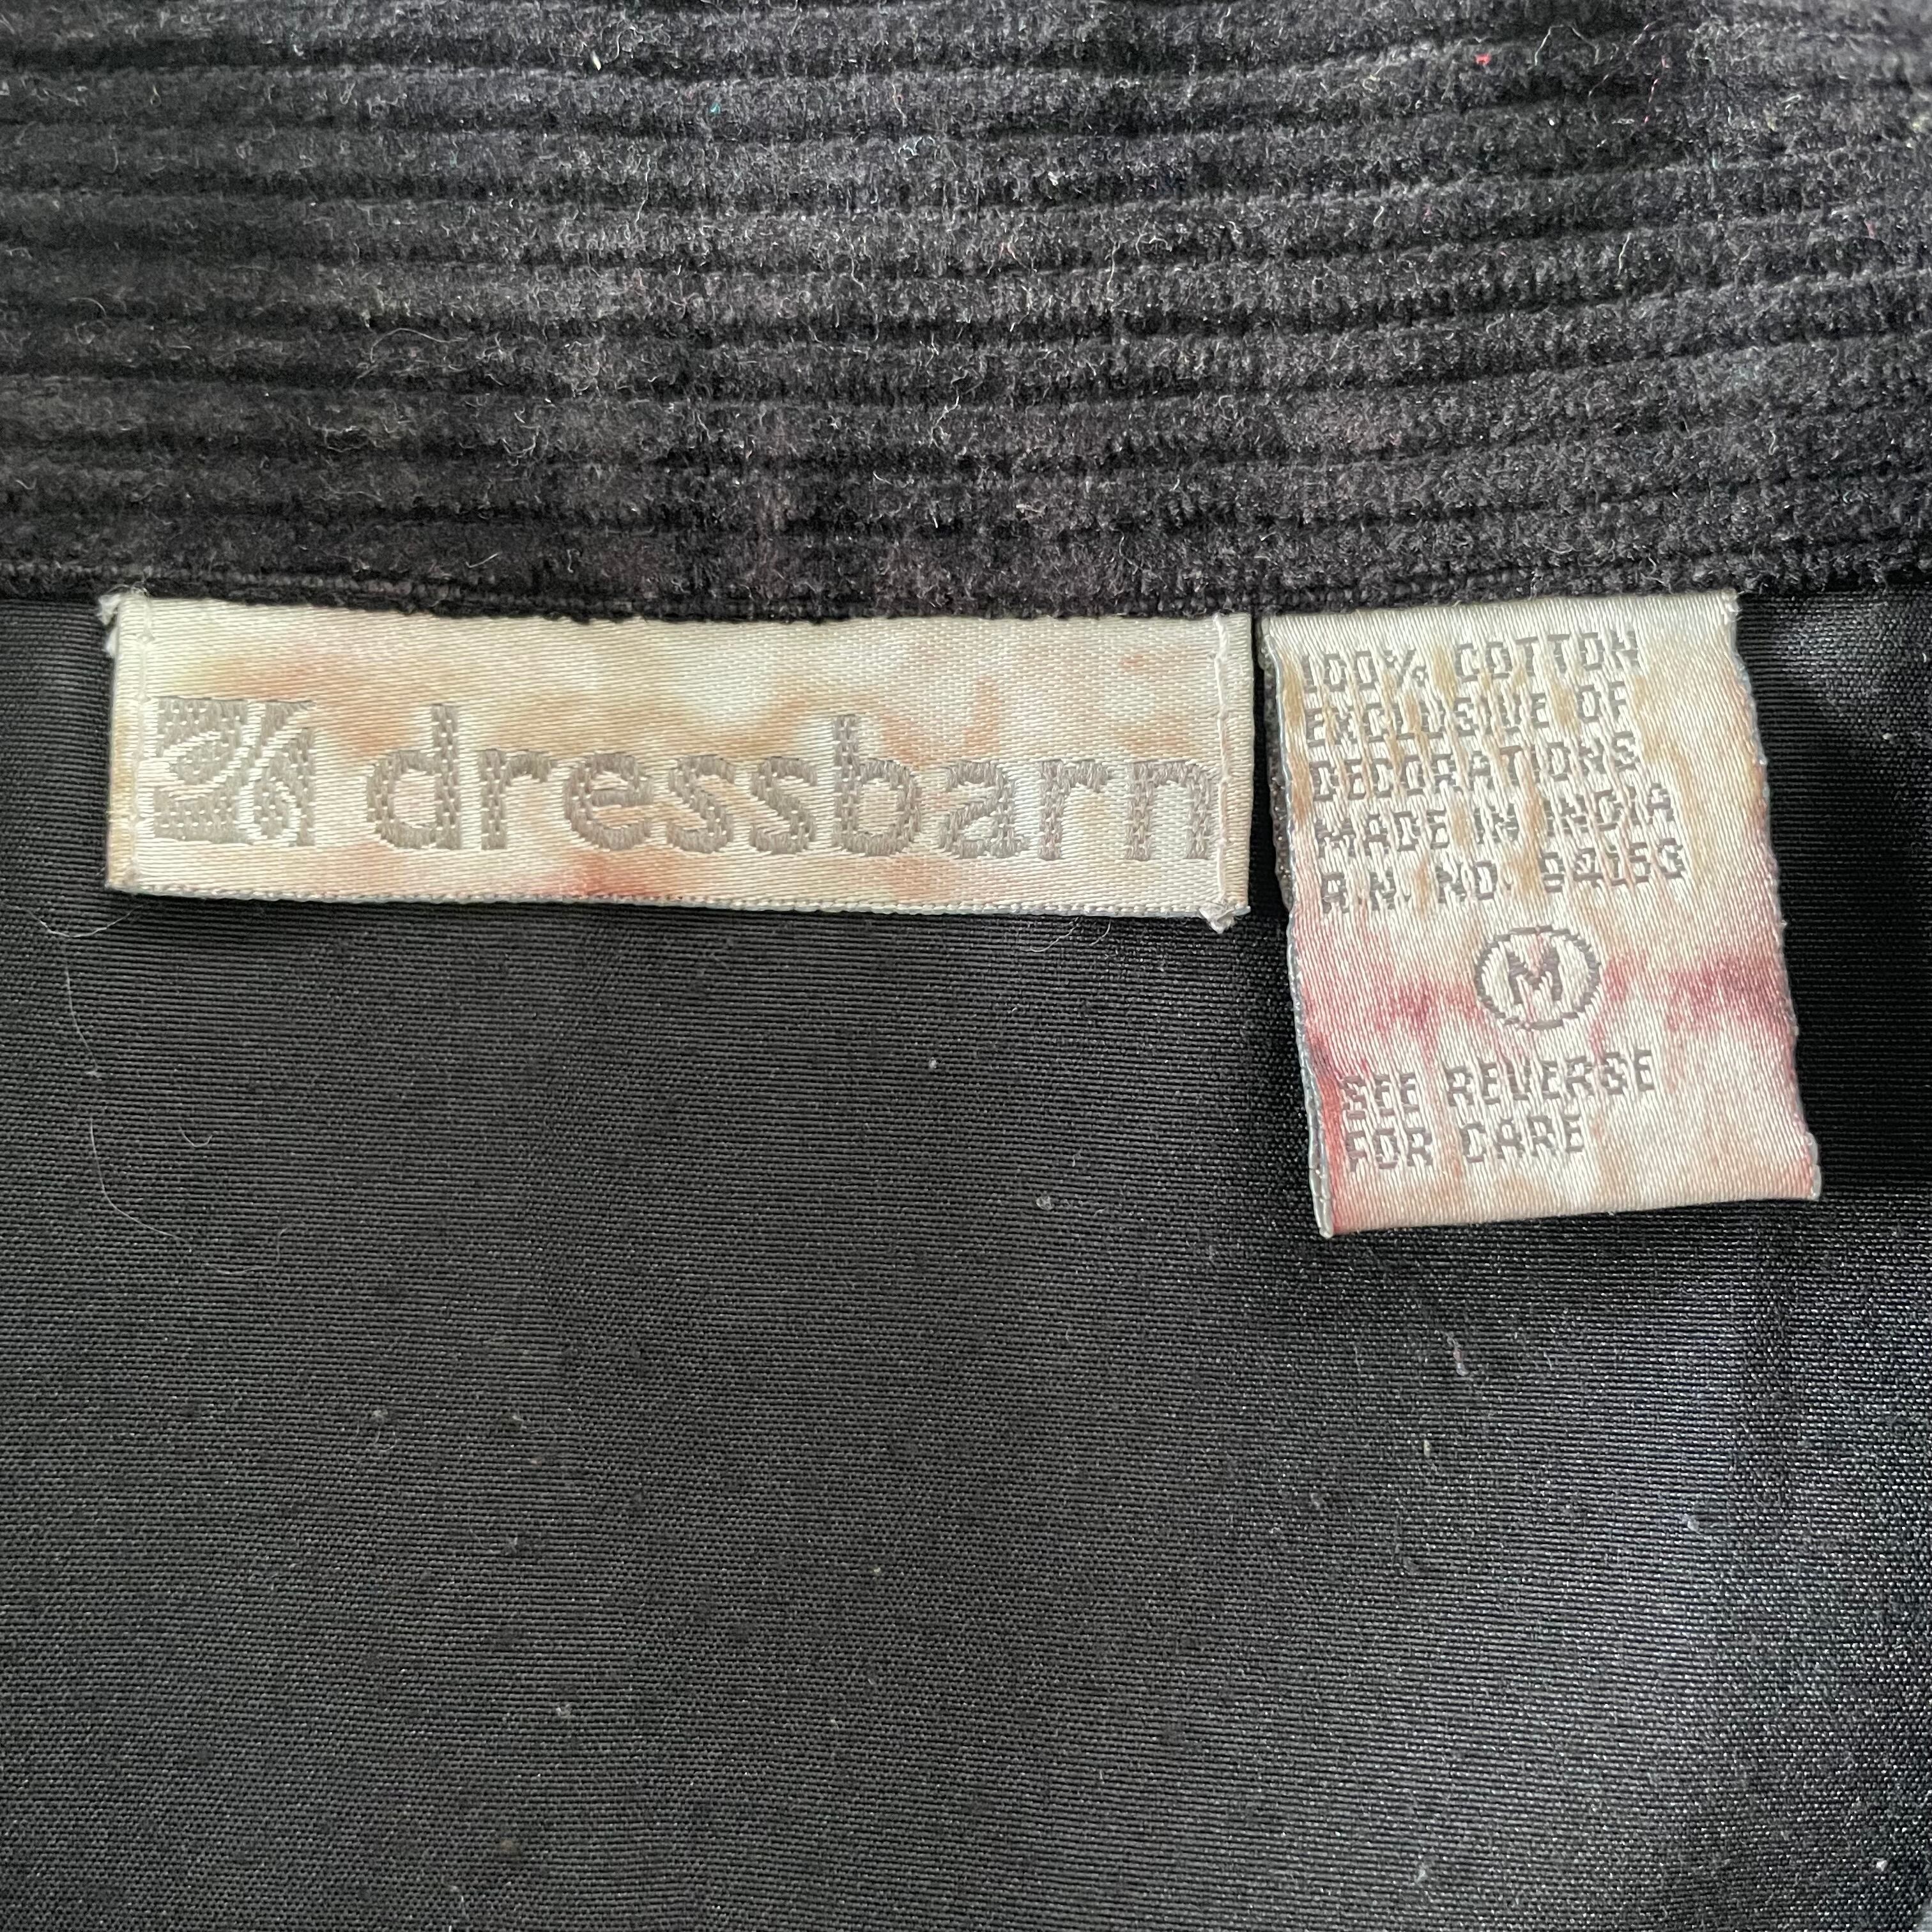 dressbarn
100% COTTON
EXCLUSIVE OF
DECORATIONS
MADE IN INDIA
R.N. NO. 94153
M
SEE REVERSE
FOR CARE